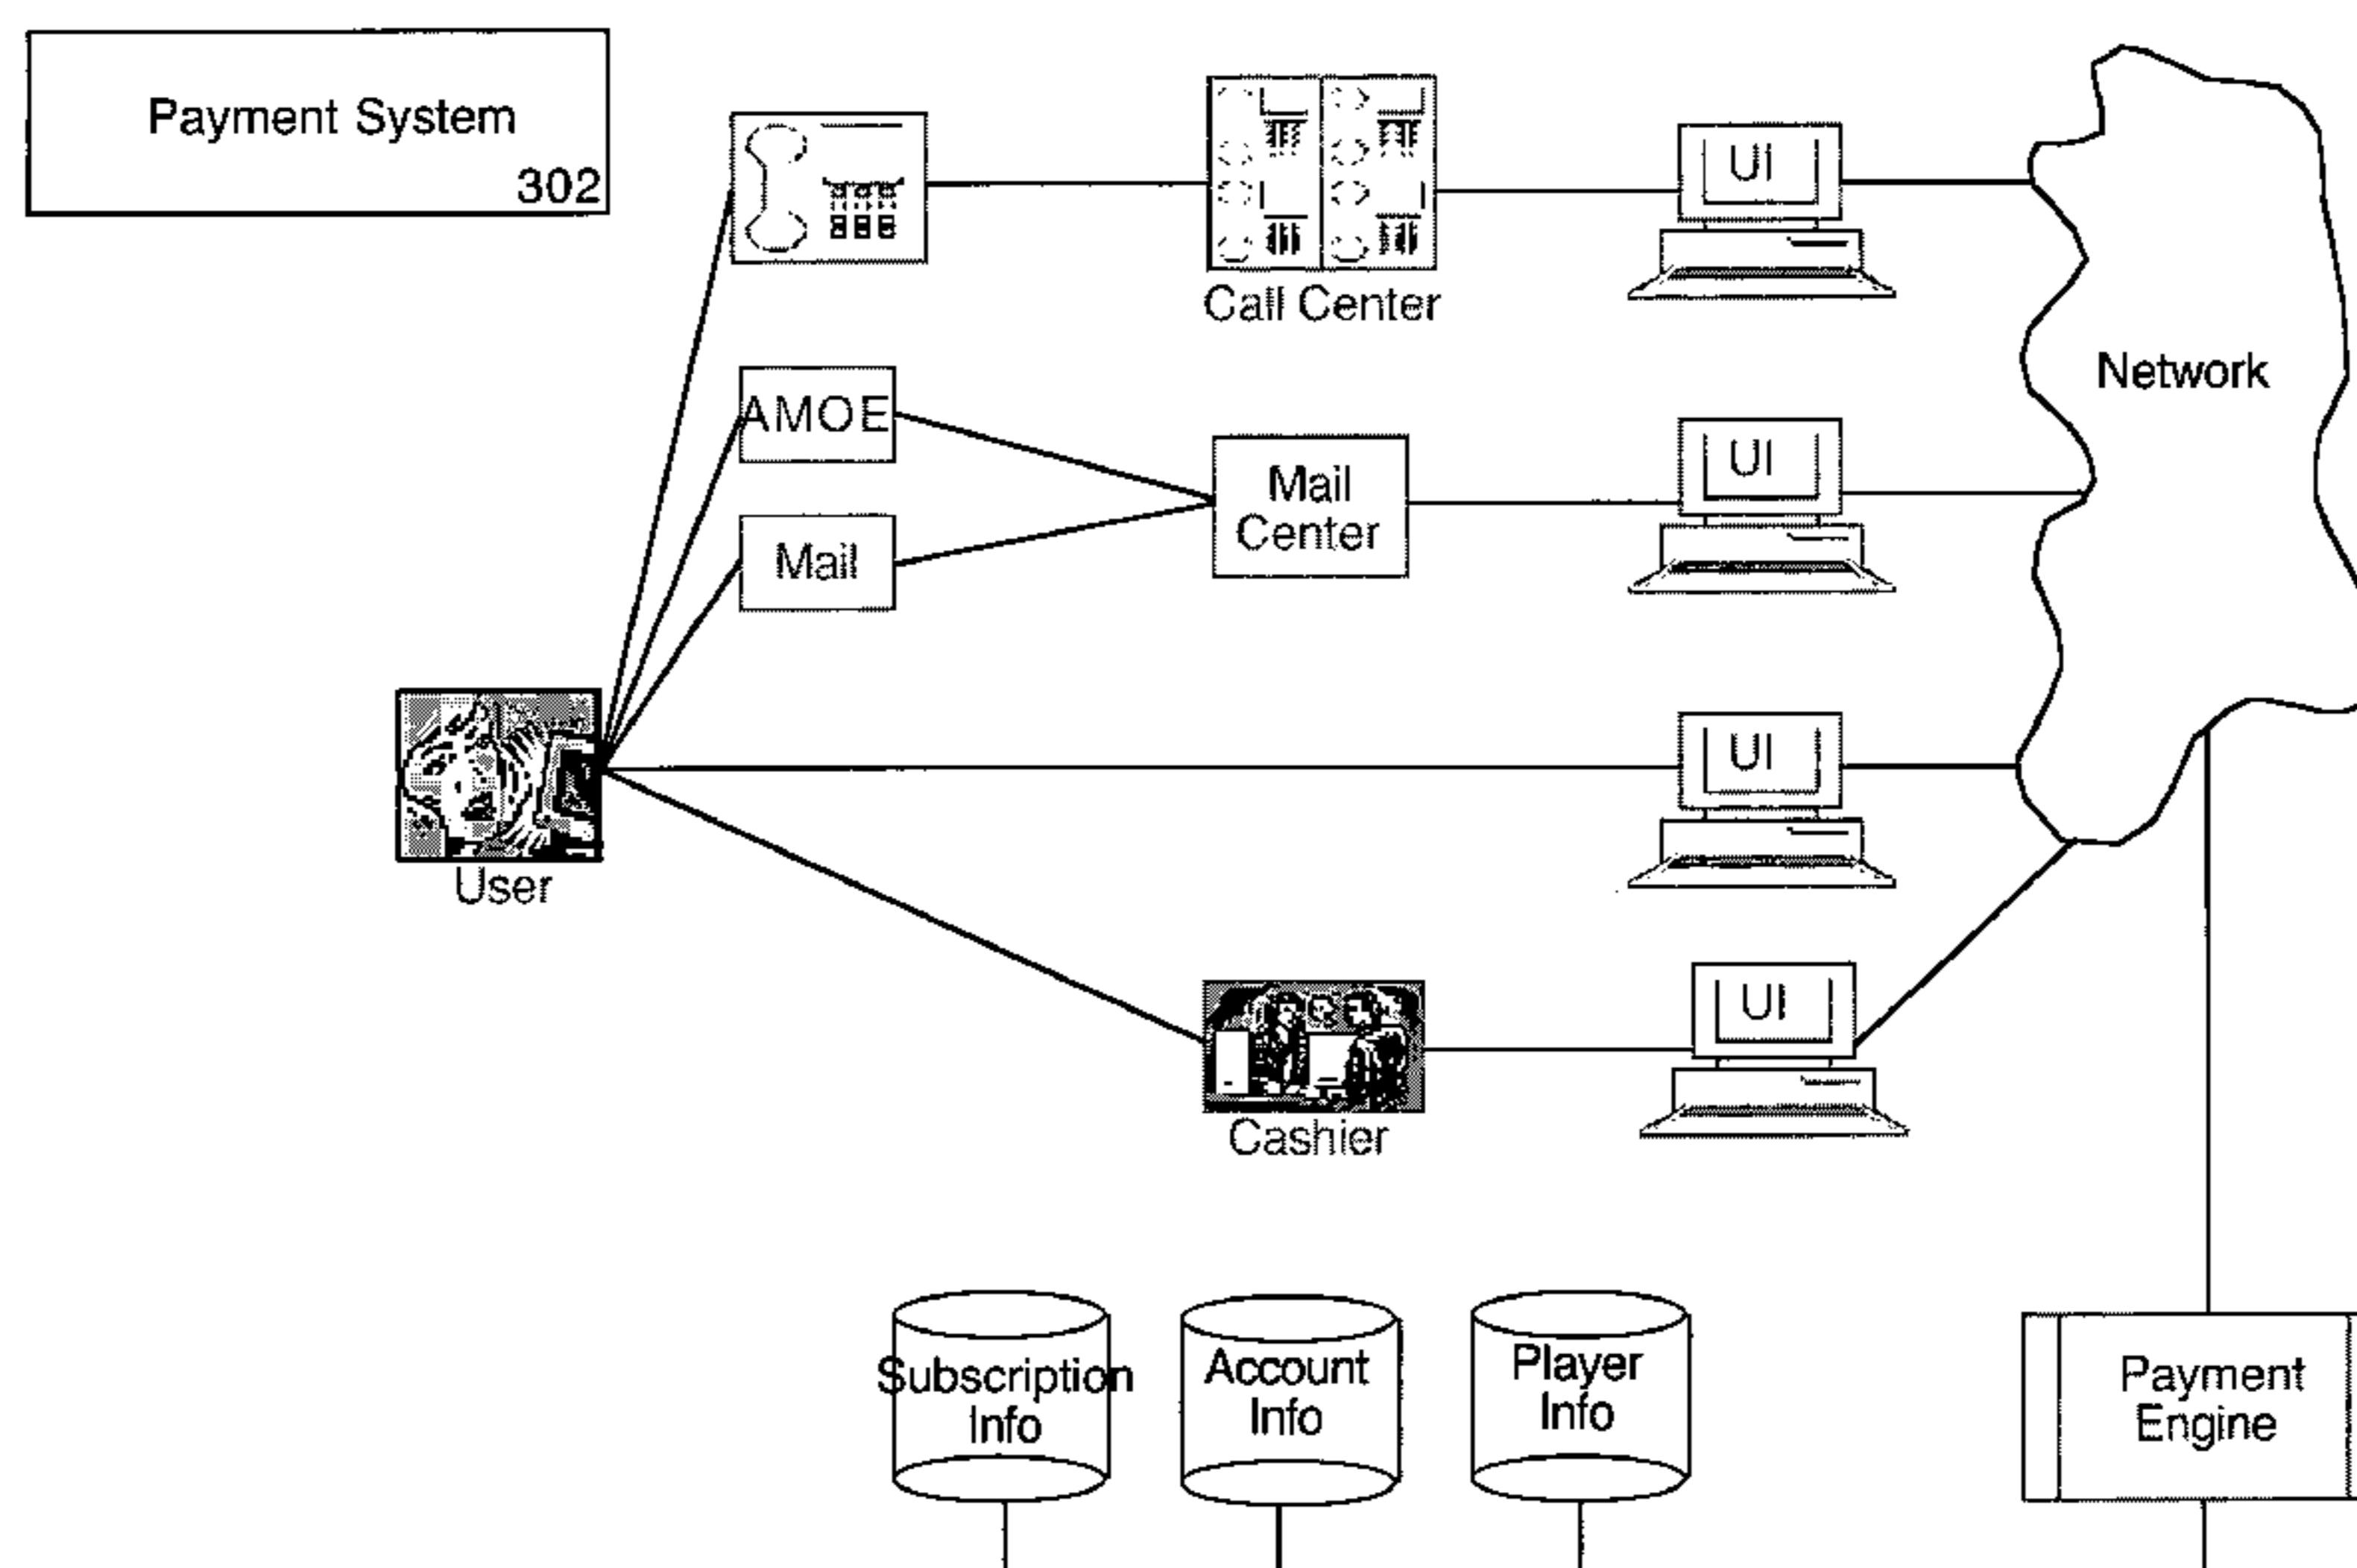 Payment System
302
UI
Call Center
Network
AMOE
UI
Mail
Center
Mail
UI
User
UI
Cashier
Subscription
Info
Account
Info
Player
Info
Payment
Engine